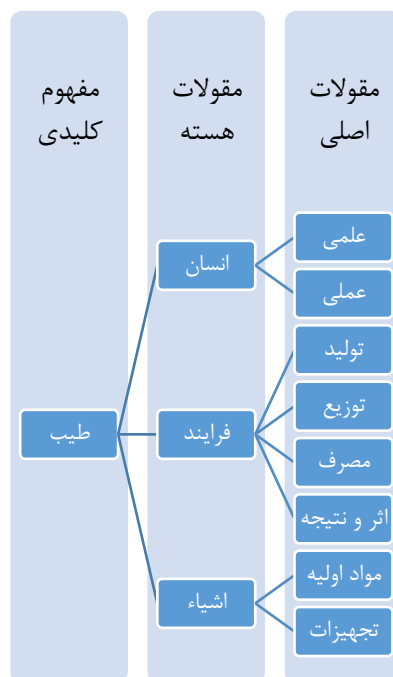 مقولات
اصلی
مقولات
هسته
مفهوم
کلیدی
علمی
عملی
تولید
توزیع
مصرف
اثر و نتیجه
مواد اولیه
تجهیزات
انسان
فرایند
اشیاء
طیب